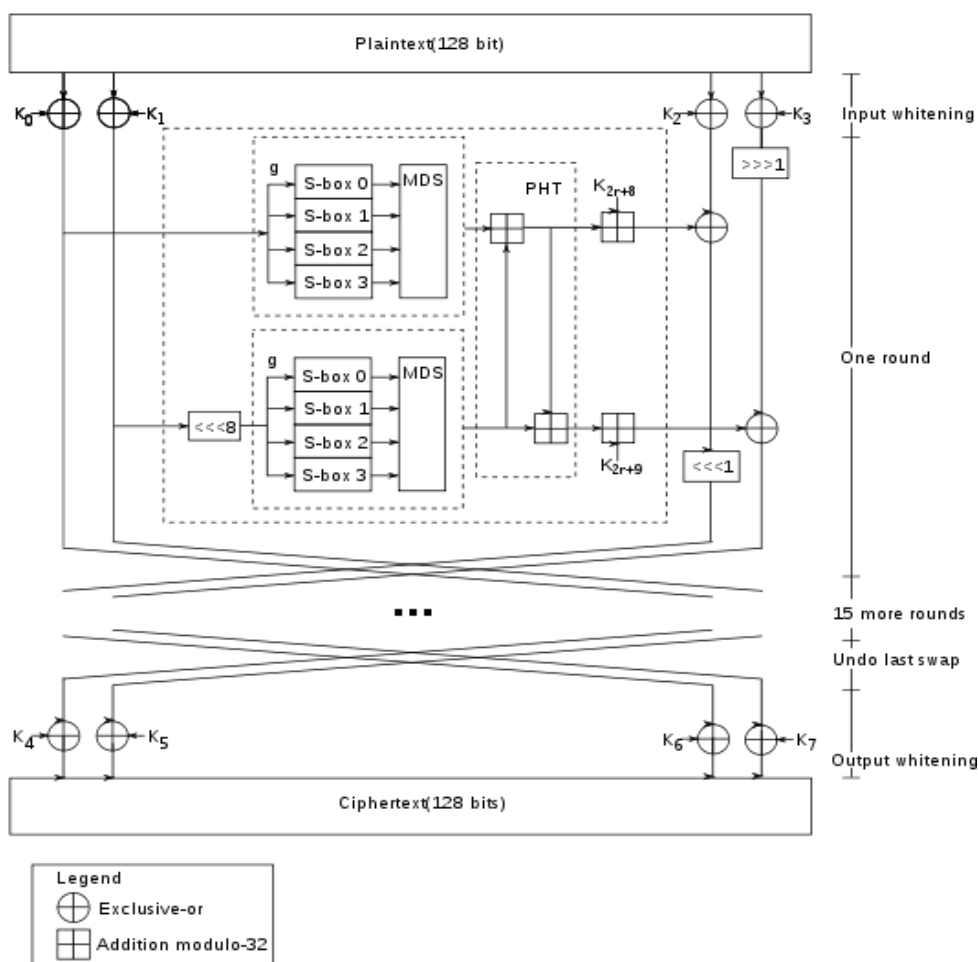 Plaintext(128 bit)
K0 K1 K2 K3 Input whitening
>>>1
g MDS PHT K2r+8
S-box 0
S-box 1
S-box 2
S-box 3
One round
g MDS
S-box 0
S-box 1
<<<8
S-box 2
S-box 3
K2r+9 <<<1
...
15 more rounds
Undo last swap
K4 K5 K6 K7
Output whitening
Ciphertext(128 bits)
Legend
Exclusive-or
Addition modulo-32